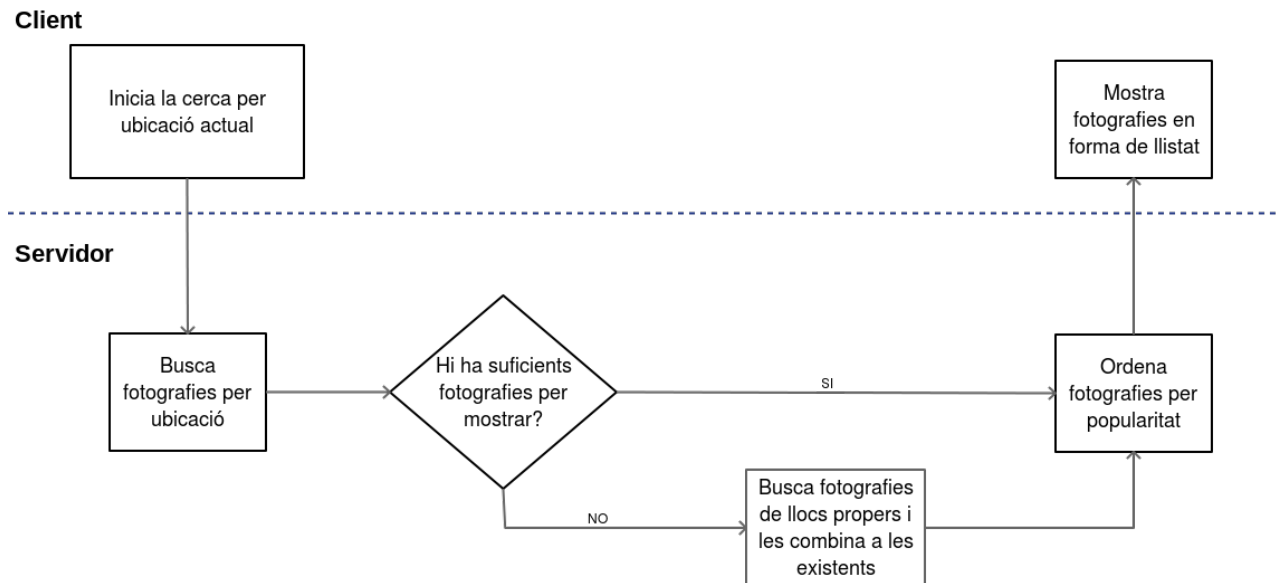 Client
Inicia la cerca per
ubicació actual
Mostra
fotografies en
forma de llistat
Servidor
Busca
fotografies per
ubicació
Hi ha suficients
fotografies per
mostrar?
SI
Ordena
fotografies per
popularitat
NO
Busca fotografies
de llocs propers i
les combina a les
existents